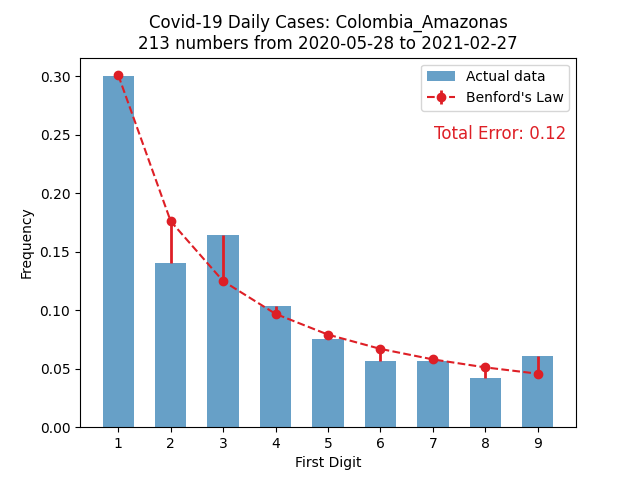 Covid-19 Daily Cases: Colombia_Amazonas
213 numbers from 2020-05-28 to 2021-02-27
Actual data
Benford's Law
Total Error: 0.12
Frequency
0.30
0.25
0.20
0.15
0.10
0.05
0.00
1 2 3 4 5 6 7 8 9
First Digit